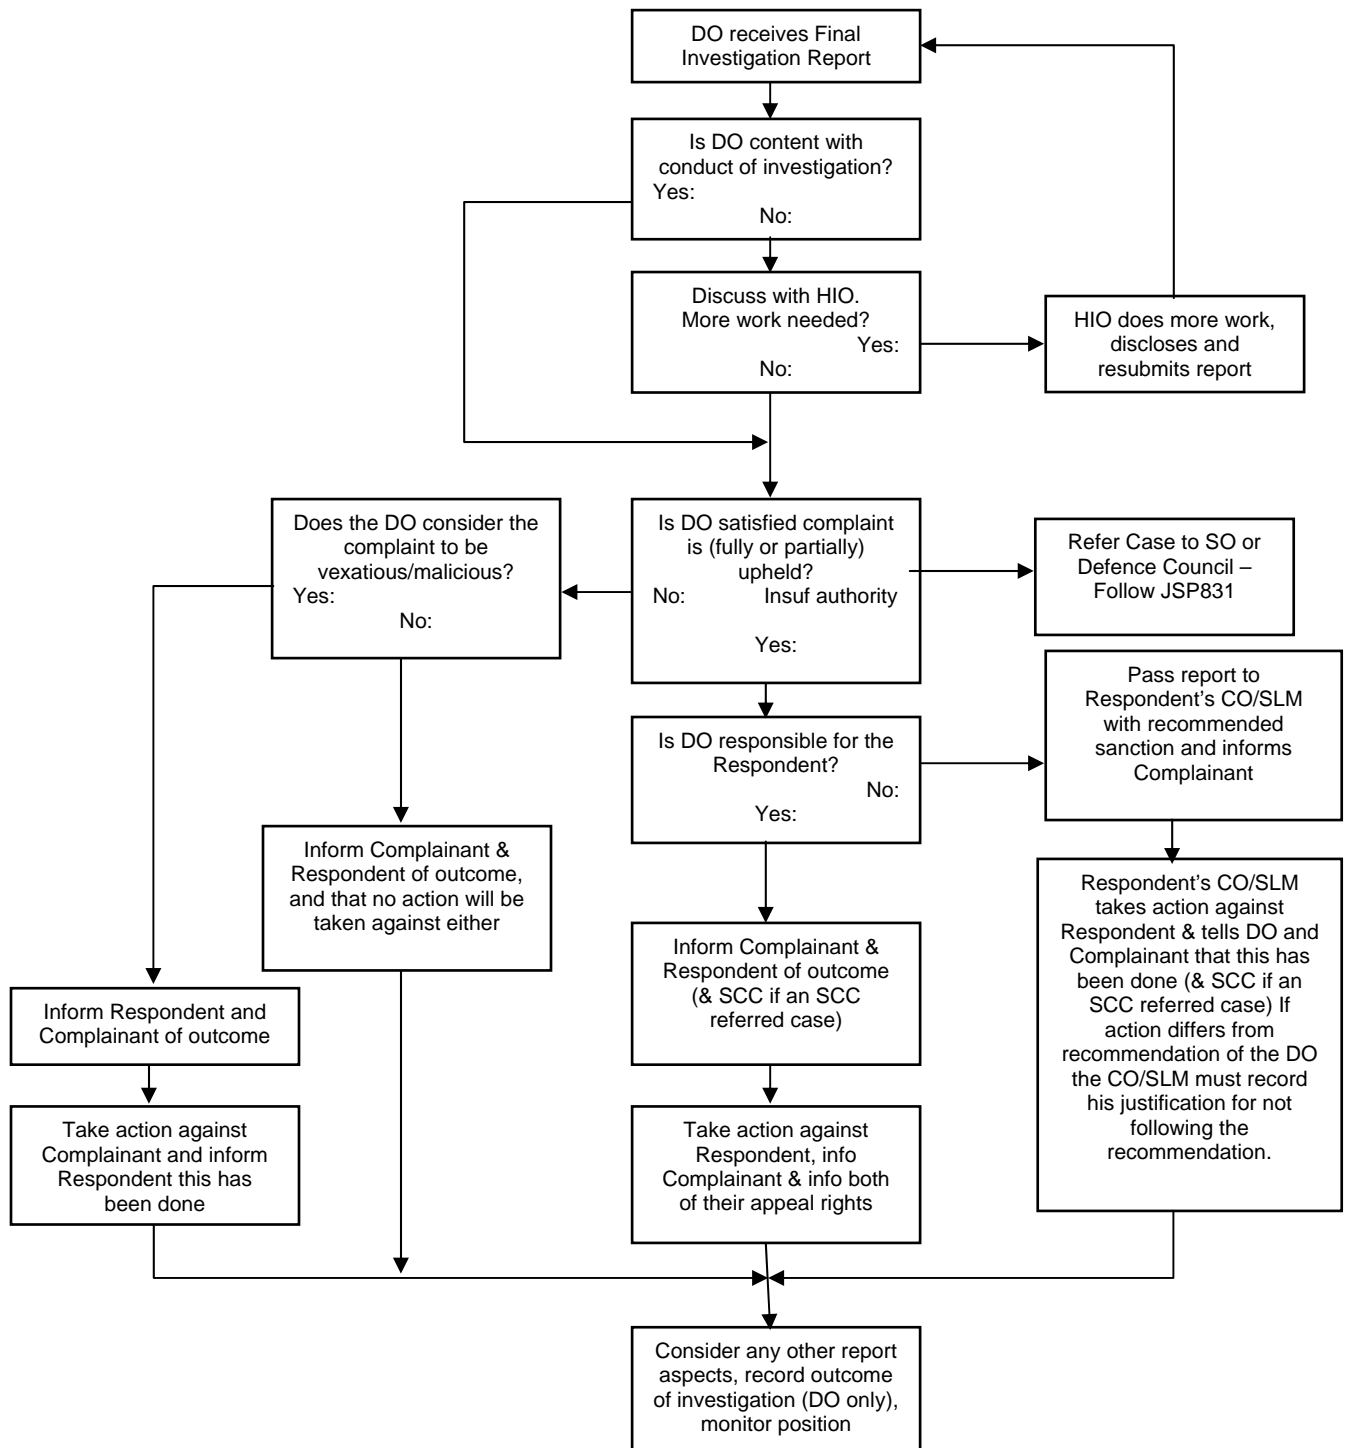 DO receives Final
Investigation Report
Is DO content with
conduct of investigation?
Yes:
No:
Discuss with HIO.
More work needed?
Yes:
No:
HIO does more work,
discloses and
resubmits report
Does the DO consider the
complaint to be
vexatious/malicious?
Yes:
No:
Is DO satisfied complaint
is (fully or partially)
upheld?
No: Insuf authority
Yes:
Refer Case to SO or
Defence Council –
Follow JSP831
Is DO responsible for the
Respondent?
No:
Yes:
Pass report to
Respondent’s CO/SLM
with recommended
sanction and informs
Complainant
Inform Complainant &
Respondent of outcome,
and that no action will be
taken against either
Inform Complainant &
Respondent of outcome
(& SCC if an SCC
referred case)
Respondent’s CO/SLM
takes action against
Respondent & tells DO and
Complainant that this has
been done (& SCC if an
SCC referred case) If
action differs from
recommendation of the DO
the CO/SLM must record
his justification for not
following the
recommendation.
Inform Respondent and
Complainant of outcome
Take action against
Complainant and inform
Respondent this has
been done
Take action against
Respondent, info
Complainant & info both
of their appeal rights
Consider any other report
aspects, record outcome
of investigation (DO only),
monitor position